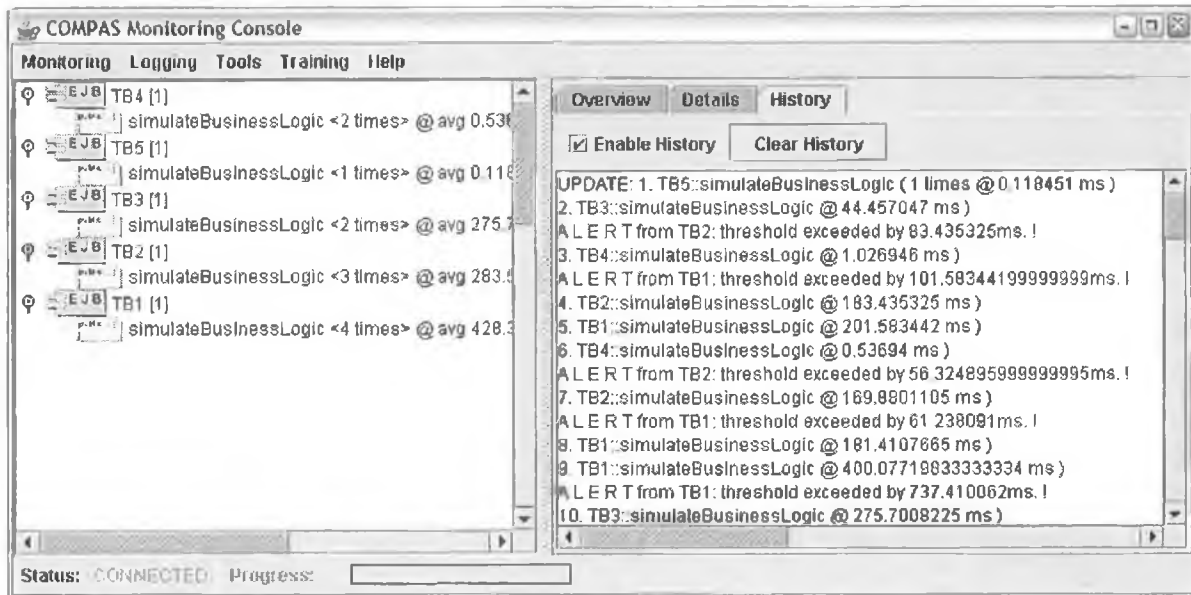 COMPAS Monitoring Console
Monitoring Logging Tools Training Help
EJB TB4 [1]
simulateBusinessLogic <2 times> @ avg 0.536
EJB TB5 [1]
simulateBusinessLogic <1 times> @ avg 0.118
EJB TB3 [1]
simulateBusinessLogic <2 times> @ avg 275.7
EJB TB2 [1]
simulateBusinessLogic <3 times> @ avg 283.5
EJB TB1 [1]
simulateBusinessLogic <4 times> @ avg 428.3
Overview Details History
Enable History Clear History
UPDATE: 1. TB5::simulateBusinessLogic ( 1 times @ 0.118451 ms )
2. TB3::simulateBusinessLogic @ 44.457047 ms )
A L E R T from TB2: threshold exceeded by 83.435325ms. !
3. TB4::simulateBusinessLogic @ 1.026946 ms )
A L E R T from TB1: threshold exceeded by 101.58344199999999ms. !
4. TB2::simulateBusinessLogic @ 183.435325 ms )
5. TB1::simulateBusinessLogic @ 201.583442 ms )
6. TB4::simulateBusinessLogic @ 0.53694 ms )
A L E R T from TB2: threshold exceeded by 56.324895999999995ms. !
7. TB2::simulateBusinessLogic @ 169.8801105 ms )
A L E R T from TB1: threshold exceeded by 61.238091ms. !
8. TB1::simulateBusinessLogic @ 181.4107665 ms )
9. TB1::simulateBusinessLogic @ 400.07719833333334 ms )
A L E R T from TB1: threshold exceeded by 737.410062ms. !
10. TB3::simulateBusinessLogic @ 275.7008225 ms )
Status: CONNECTED Progress: